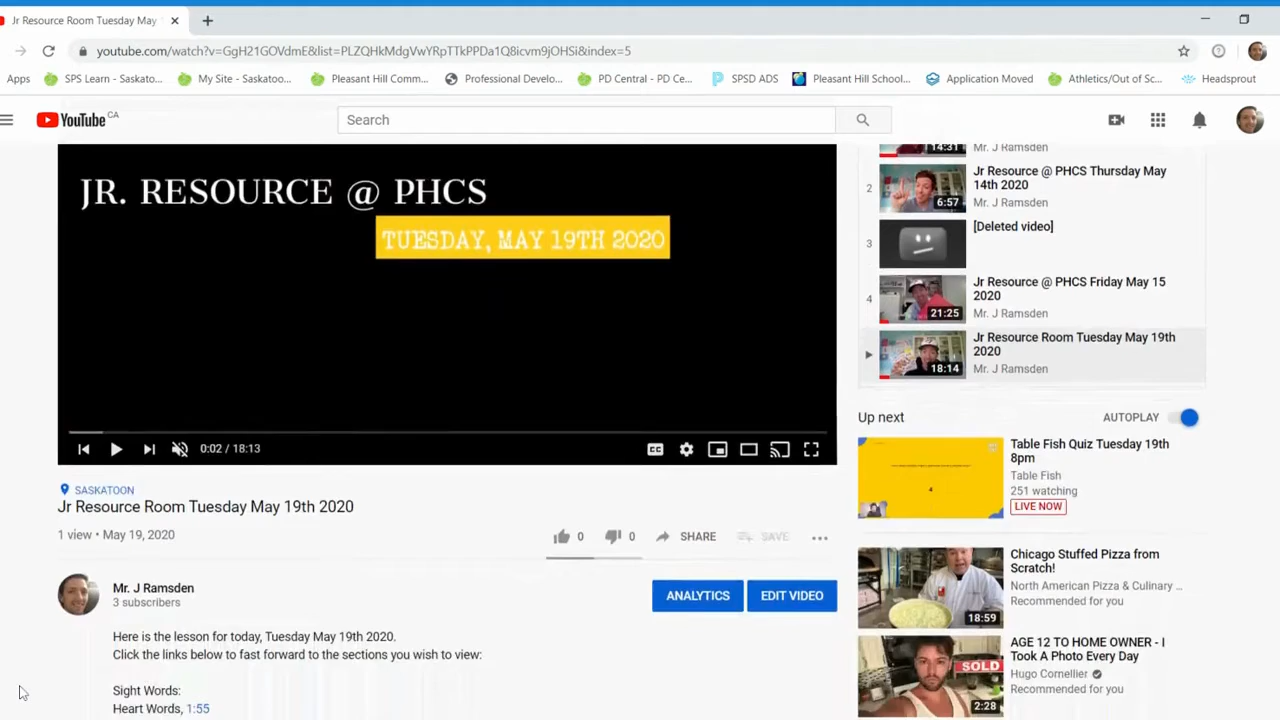 Jr Resource Room Tuesday May
youtube.com/watch?v=GgH21GOVdmE&list=PLZQHkMdgVwYRpTTkPPDa1Q8icvm9jOHSi&index=5
Apps
SPS Learn - Saskato...
My Site - Saskatoo...
Pleasant Hill Comm...
Professional Develo...
PD Central - PD Ce...
SPSD ADS
Pleasant Hill School...
Application Moved
Athletics/Out of Sc...
Headsprout
YouTube CA
Search
JR. RESOURCE @ PHCS
TUESDAY, MAY 19TH 2020
0:02 / 18:13
CC
SASKATOON
Jr Resource Room Tuesday May 19th 2020
1 view • May 19, 2020
0
0
SHARE
SAVE
Mr. J Ramsden
3 subscribers
ANALYTICS
EDIT VIDEO
Here is the lesson for today, Tuesday May 19th 2020.
Click the links below to fast forward to the sections you wish to view:
Sight Words:
Heart Words, 1:55
14:31
Mr. J Ramsden
2
6:57
Jr Resource @ PHCS Thursday May
14th 2020
Mr. J Ramsden
3
[Deleted video]
4
21:25
Jr Resource @ PHCS Friday May 15
2020
Mr. J Ramsden
18:14
Jr Resource Room Tuesday May 19th
2020
Mr. J Ramsden
Up next
AUTOPLAY
Table Fish Quiz Tuesday 19th
8pm
Table Fish
251 watching
LIVE NOW
18:59
Chicago Stuffed Pizza from
Scratch!
North American Pizza & Culinary ...
Recommended for you
SOLD
2:28
AGE 12 TO HOME OWNER - I
Took A Photo Every Day
Hugo Cornellier
Recommended for you